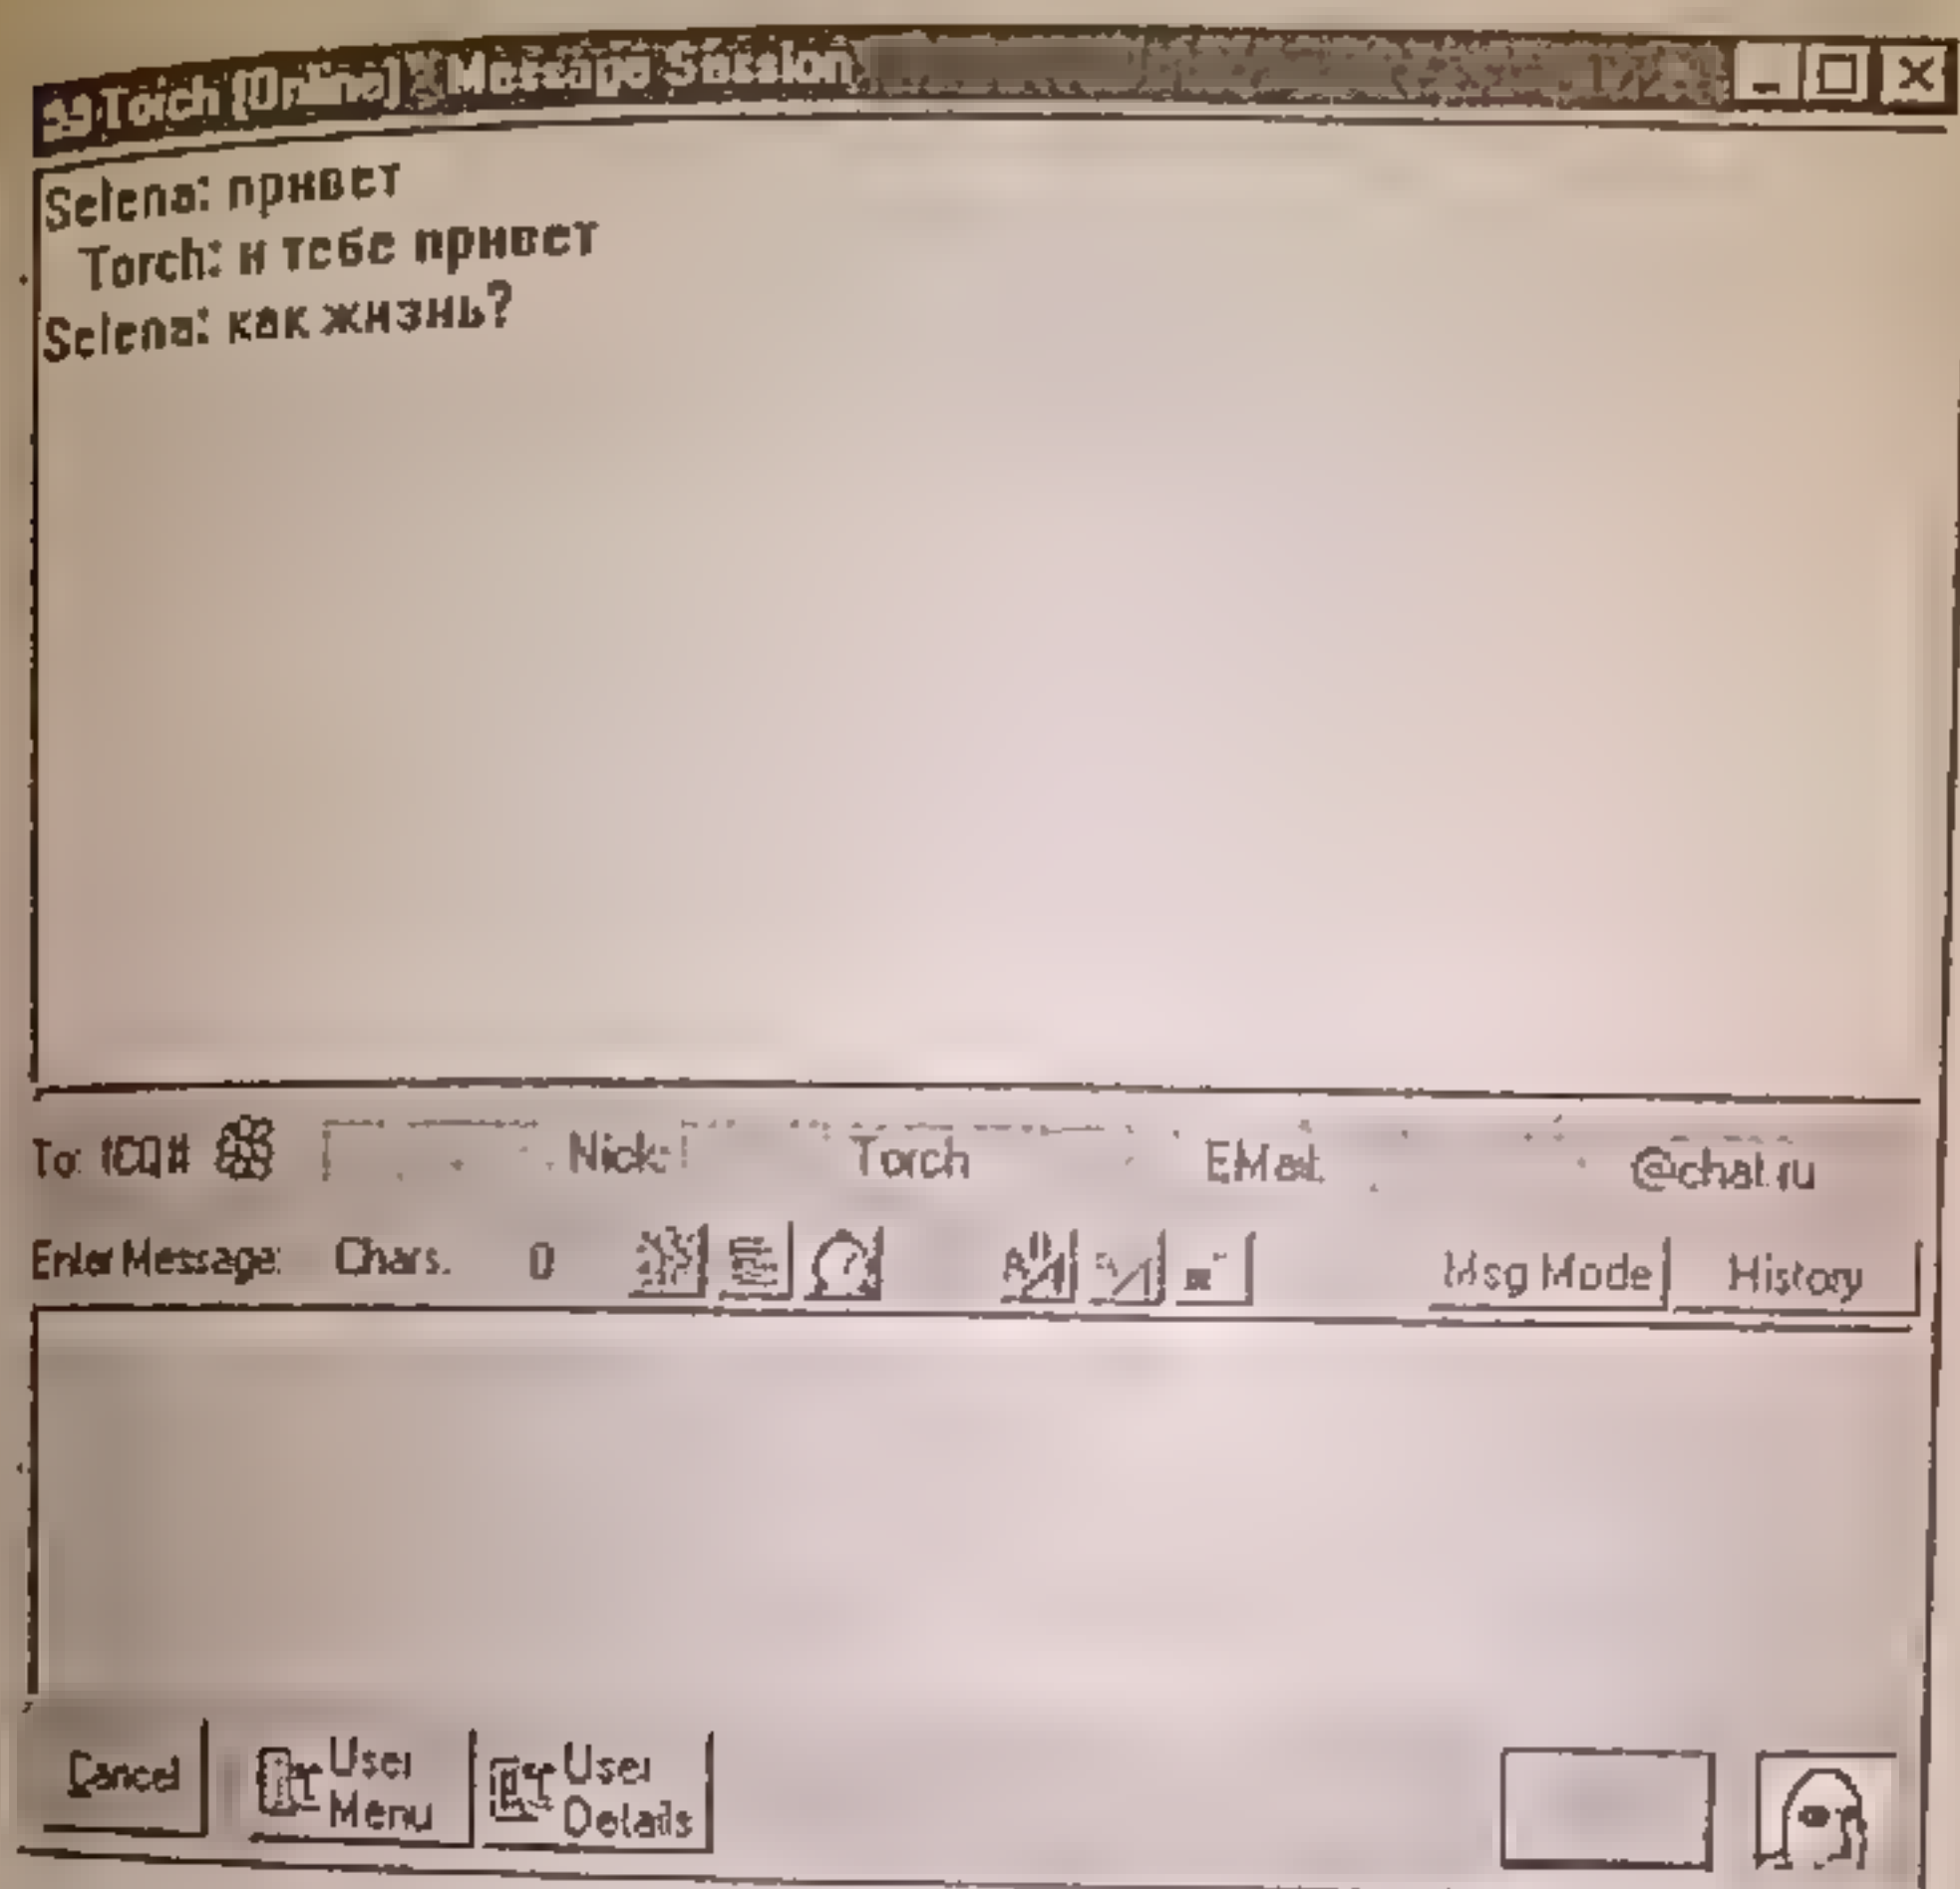 Torch (Online) Message Session
Selena: привет
Torch: и тебе привет
Selena: как жизнь?
To: ICQ# Nick: Torch EMail: @chat.ru
Enter Message: Chars. 0 Msg Mode History
Cancel User Menu User Details